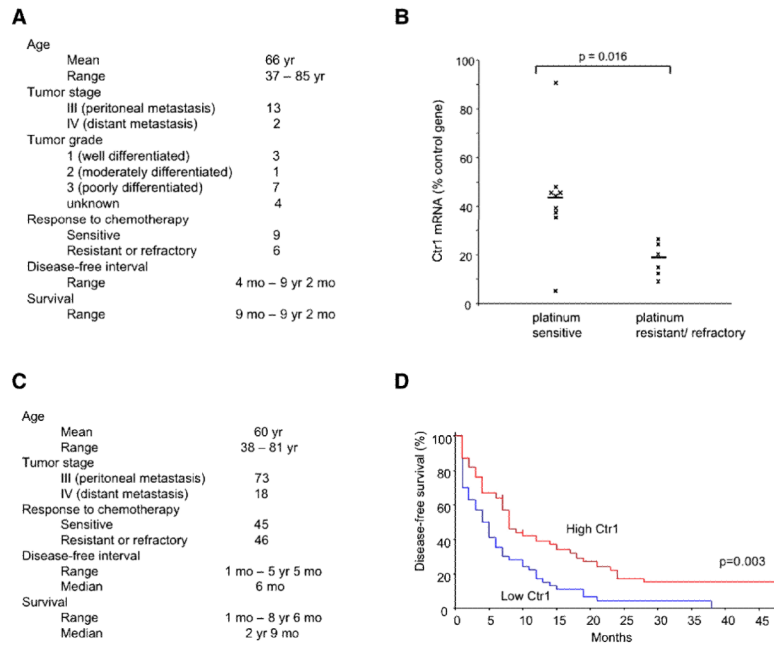 A
Age
Mean 66 yr
Range 37 – 85 yr
Tumor stage
III (peritoneal metastasis) 13
IV (distant metastasis) 2
Tumor grade
1 (well differentiated) 3
2 (moderately differentiated) 1
3 (poorly differentiated) 7
unknown 4
Response to chemotherapy
Sensitive 9
Resistant or refractory 6
Disease-free interval
Range 4 mo – 9 yr 2 mo
Survival
Range 9 mo – 9 yr 2 mo
B
p = 0.016
Ctr1 mRNA (% control gene)
100
80
60
40
20
0
platinum sensitive
platinum resistant/ refractory
C
Age
Mean 60 yr
Range 38 – 81 yr
Tumor stage
III (peritoneal metastasis) 73
IV (distant metastasis) 18
Response to chemotherapy
Sensitive 45
Resistant or refractory 46
Disease-free interval
Range 1 mo – 5 yr 5 mo
Median 6 mo
Survival
Range 1 mo – 8 yr 6 mo
Median 2 yr 9 mo
D
Disease-free survival (%)
100
80
60
40
20
0
High Ctr1
p=0.003
Low Ctr1
0 5 10 15 20 25 30 35 40 45
Months